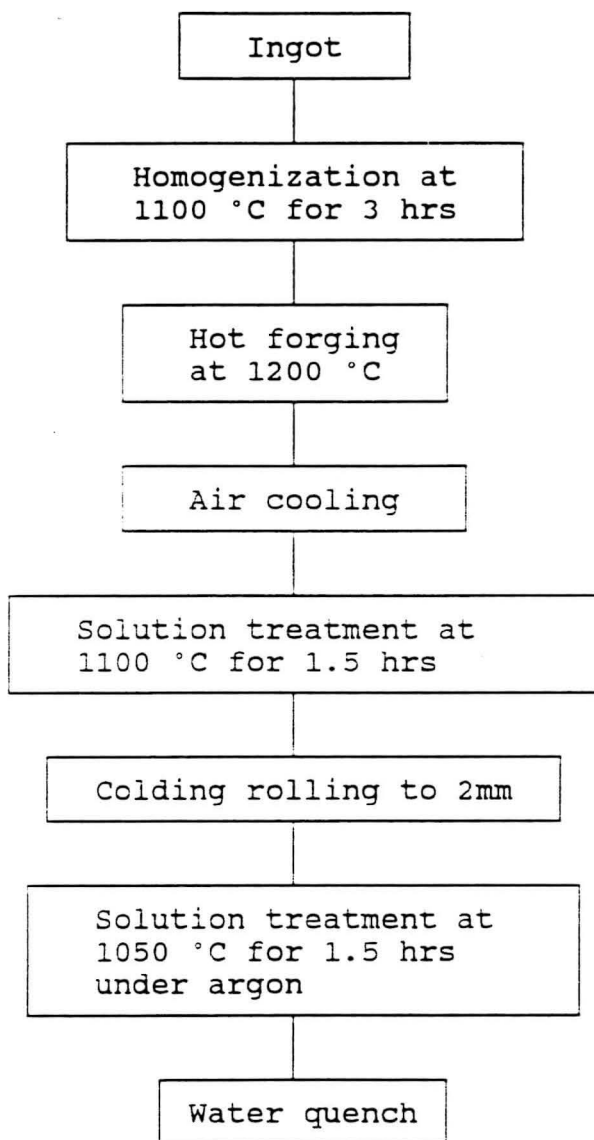 Ingot
Homogenization at
1100 °C for 3 hrs
Hot forging
at 1200 °C
Air cooling
Solution treatment at
1100 °C for 1.5 hrs
Colding rolling to 2mm
Solution treatment at
1050 °C for 1.5 hrs
under argon
Water quench